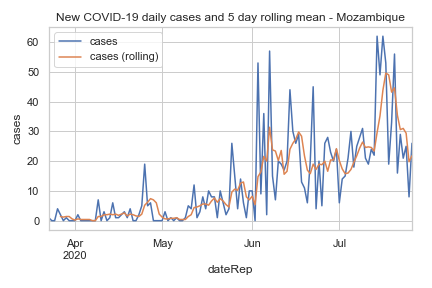 New COVID-19 daily cases and 5 day rolling mean - Mozambique
cases
cases (rolling)
cases
60
50
40
30
20
10
0
Apr
2020
May
Jun
Jul
dateRep